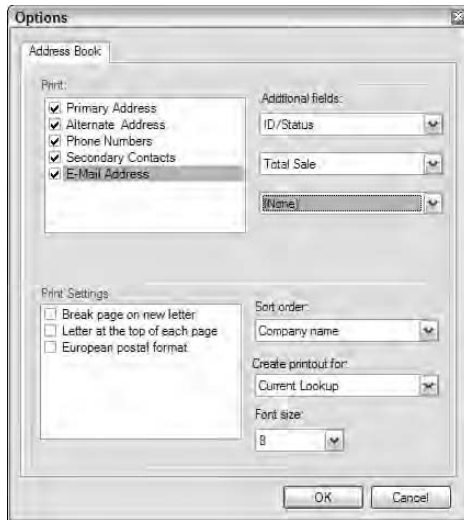 Options
Address Book
Print:
Primary Address
Alternate Address
Phone Numbers
Secondary Contacts
E-Mail Address
Addtional fields:
ID/Status
Total Sale
(None)
Print Settings
Break page on new letter
Letter at the top of each page
European postal format
Sort order:
Company name
Create printout for:
Current Lookup
Font size:
8
OK
Cancel